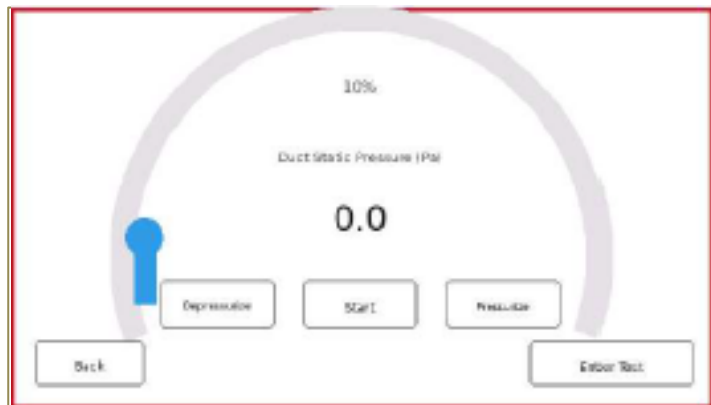 10%
Duct Static Pressure (Pa)
0.0
Depressurize
Start
Pressurize
Back
Enter Test